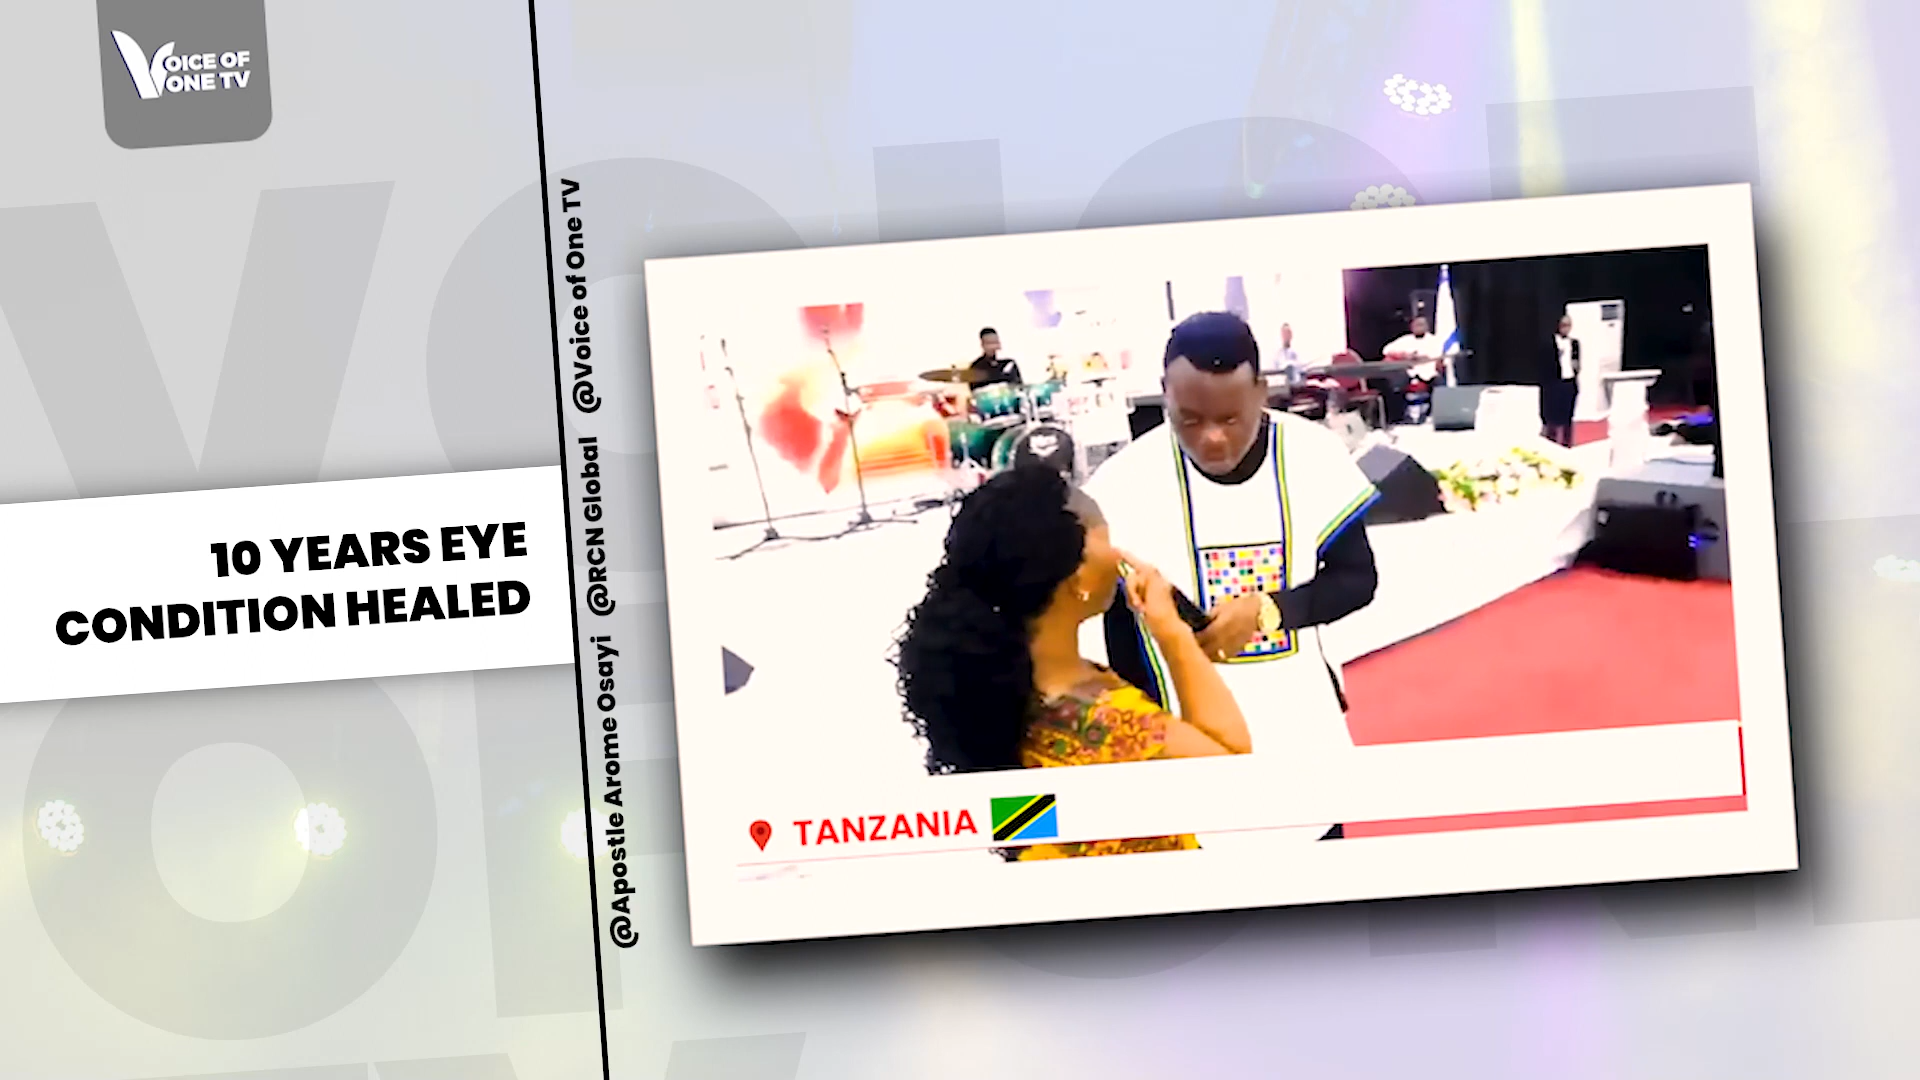 VOICE OF
ONE TV
10 YEARS EYE
CONDITION HEALED
@Apostle Arome Osayi @RCN Global @Voice of One TV
TANZANIA